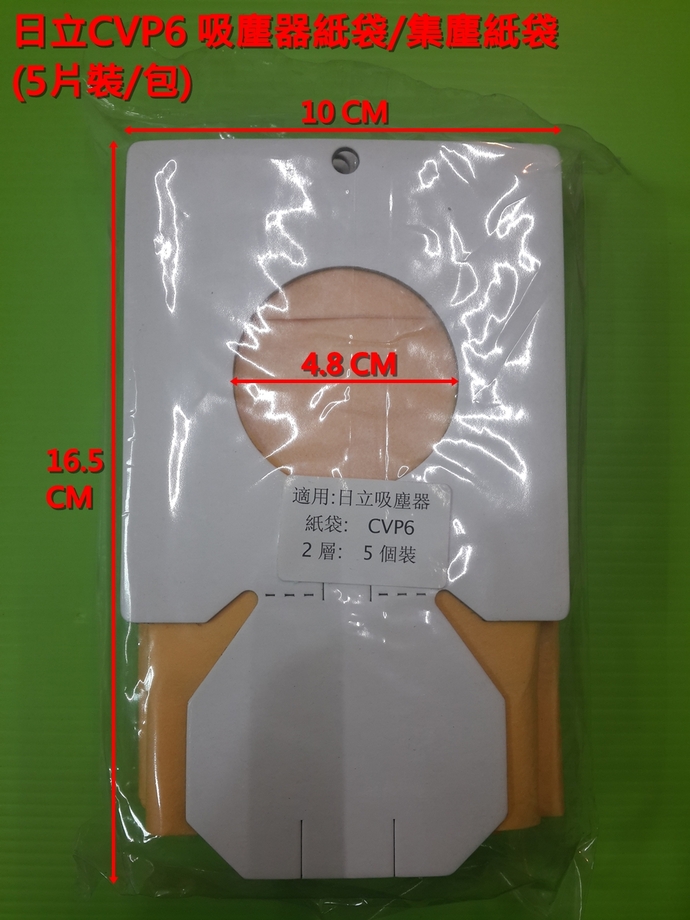 日立CVP6 吸塵器紙袋/集塵紙袋
(5片裝/包)
10 CM
4.8 CM
16.5
CM
適用:日立吸塵器
紙袋: CVP6
2 層: 5 個裝